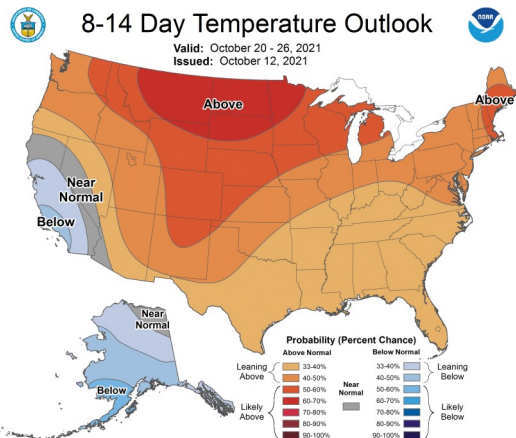 8-14 Day Temperature Outlook
Valid: October 20 - 26, 2021
Issued: October 12, 2021
NOAA
Above
Above
Near
Normal
Below
Near
Normal
Below
Probability (Percent Chance)
Above Normal
Below Normal
Leaning
Above
33-40%
40-50%
50-60%
60-70%
70-80%
80-90%
90-100%
Likely
Above
Near
Normal
33-40%
40-50%
50-60%
60-70%
70-80%
80-90%
90-100%
Leaning
Below
Likely
Below